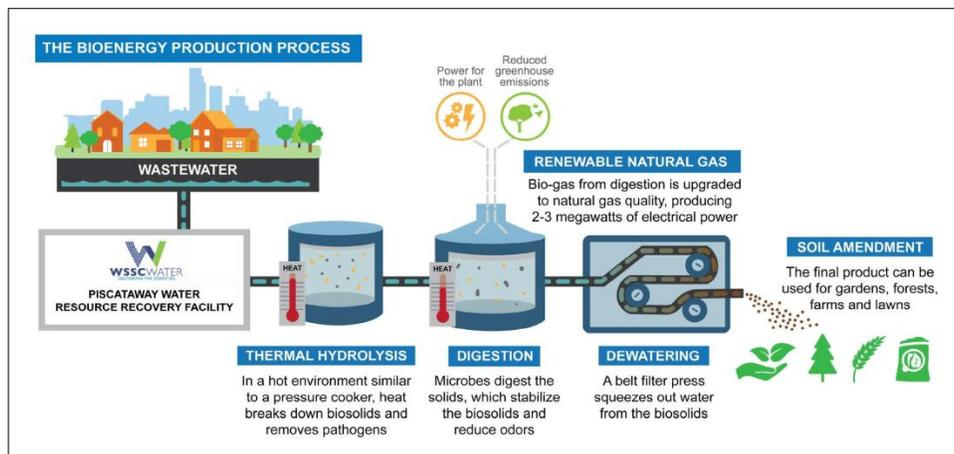 THE BIOENERGY PRODUCTION PROCESS
Power for
the plant
Reduced
greenhouse
emissions
WASTEWATER
RENEWABLE NATURAL GAS
Bio-gas from digestion is upgraded
to natural gas quality, producing
2-3 megawatts of electrical power
WSSCWATER
PISCATAWAY WATER
RESOURCE RECOVERY FACILITY
HEAT
HEAT
SOIL AMENDMENT
The final product can be
used for gardens, forests,
farms and lawns
THERMAL HYDROLYSIS
In a hot environment similar
to a pressure cooker, heat
breaks down biosolids and
removes pathogens
DIGESTION
Microbes digest the
solids, which stabilize
the biosolids and
reduce odors
DEWATERING
A belt filter press
squeezes out water
from the biosolids